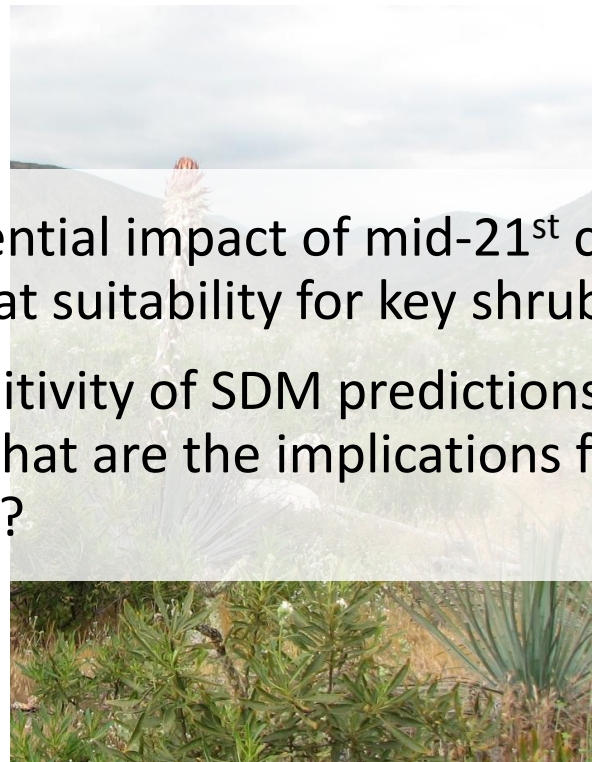 ential impact of mid-21st c
at suitability for key shrub
itivity of SDM predictions
hat are the implications f
?